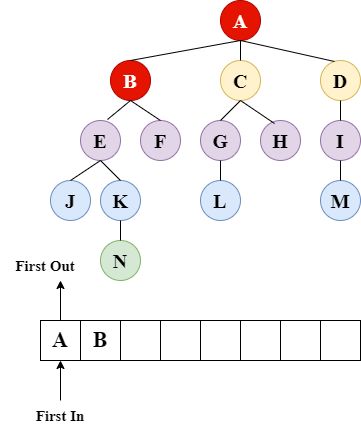 A
B C D
E F G H I
J K L M
N
First Out
A B
First In